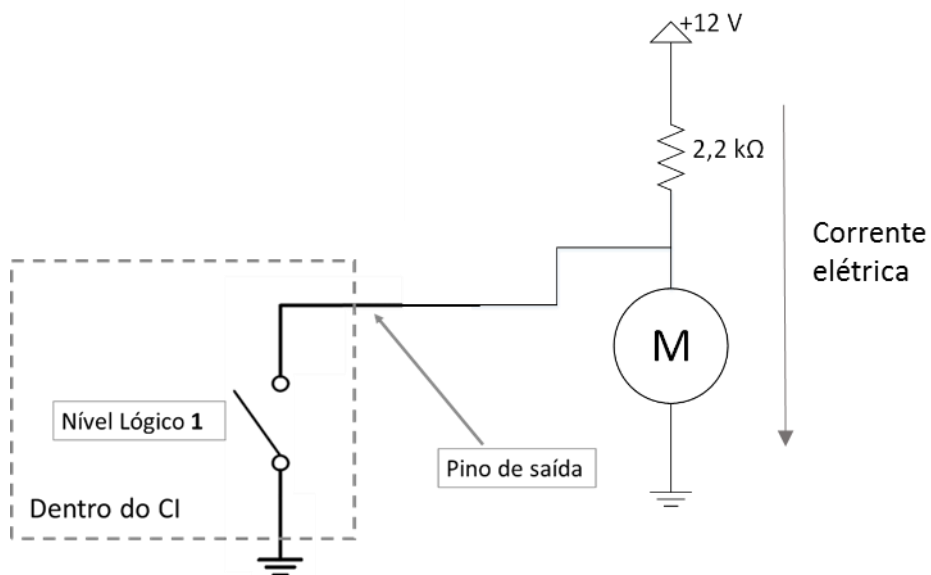 +12 V
2,2 kΩ
Corrente
elétrica
M
Nível Lógico 1
Pino de saída
Dentro do CI